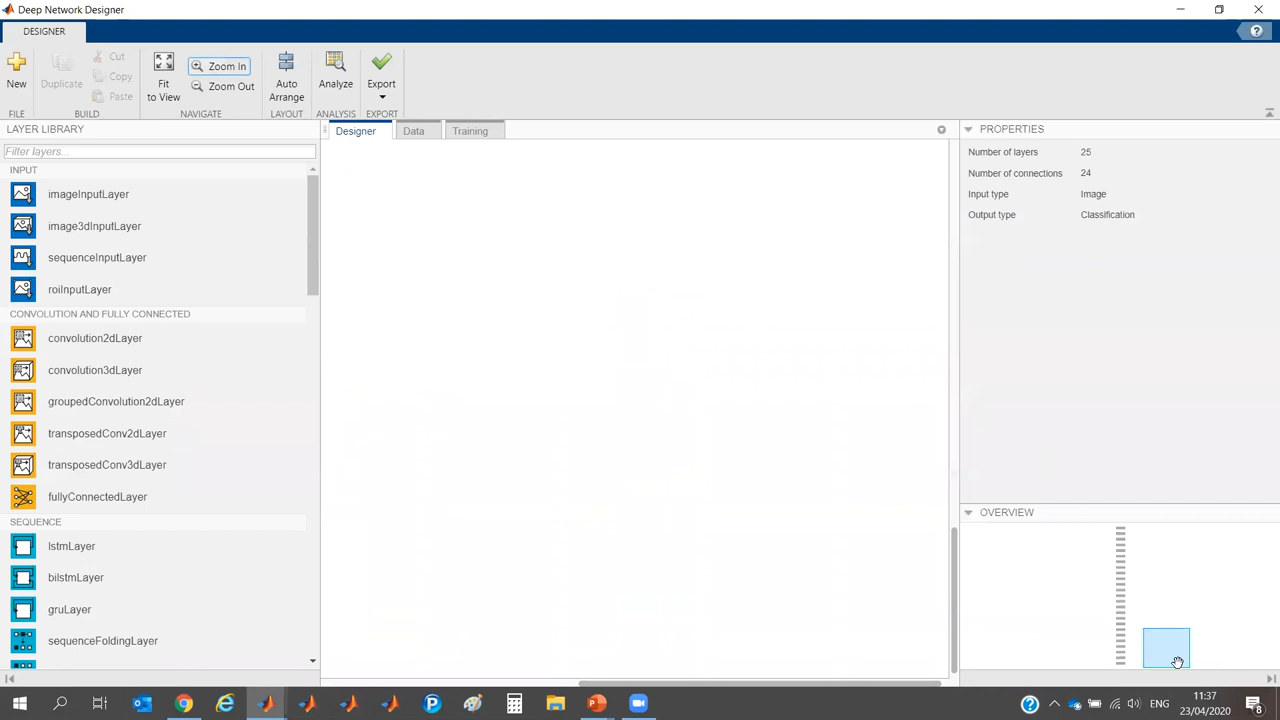 Deep Network Designer
DESIGNER
New
Duplicate
Cut
Copy
Paste
Fit
to View
Zoom In
Zoom Out
Auto
Arrange
Analyze
Export
FILE
BUILD
NAVIGATE
LAYOUT
ANALYSIS
EXPORT
LAYER LIBRARY
Filter layers...
INPUT
imageInputLayer
image3dInputLayer
sequenceInputLayer
roiInputLayer
CONVOLUTION AND FULLY CONNECTED
convolution2dLayer
convolution3dLayer
groupedConvolution2dLayer
transposedConv2dLayer
transposedConv3dLayer
fullyConnectedLayer
SEQUENCE
lstmLayer
bilstmLayer
gruLayer
sequenceFoldingLayer
Designer
Data
Training
PROPERTIES
Number of layers 25
Number of connections 24
Input type Image
Output type Classification
OVERVIEW
ENG
11:37
23/04/2020
8